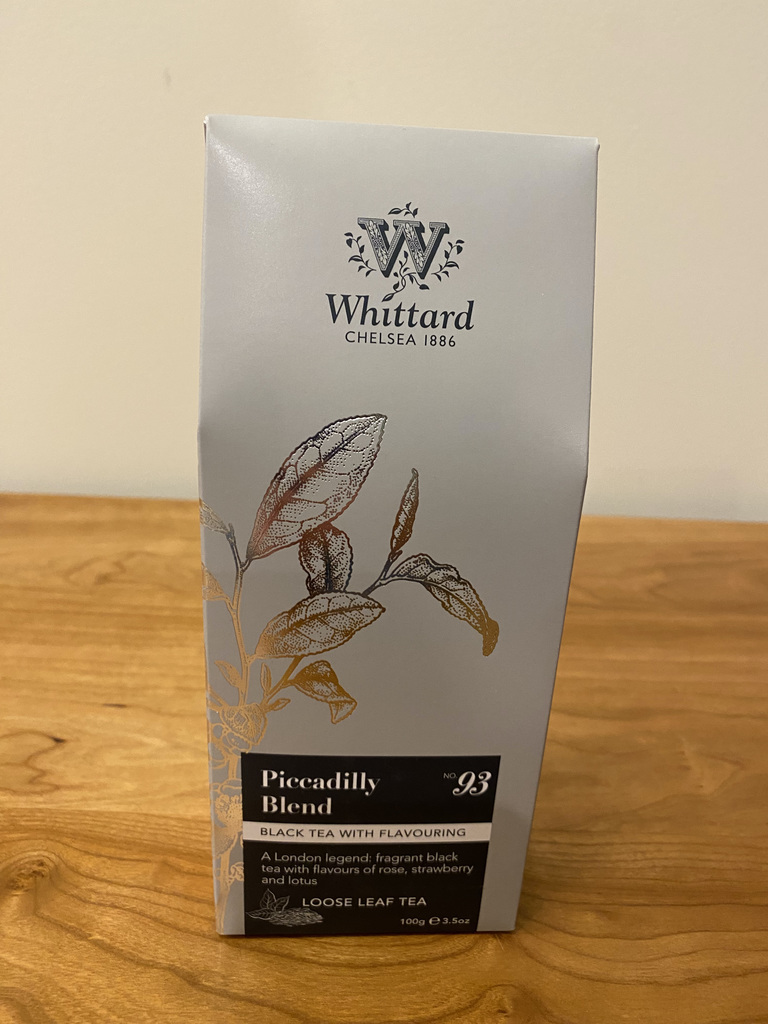 W
Whittard
CHELSEA 1886
Piccadilly
Blend
NO. 93
BLACK TEA WITH FLAVOURING
A London legend: fragrant black
tea with flavours of rose, strawberry
and lotus
LOOSE LEAF TEA
100g ℮ 3.5oz